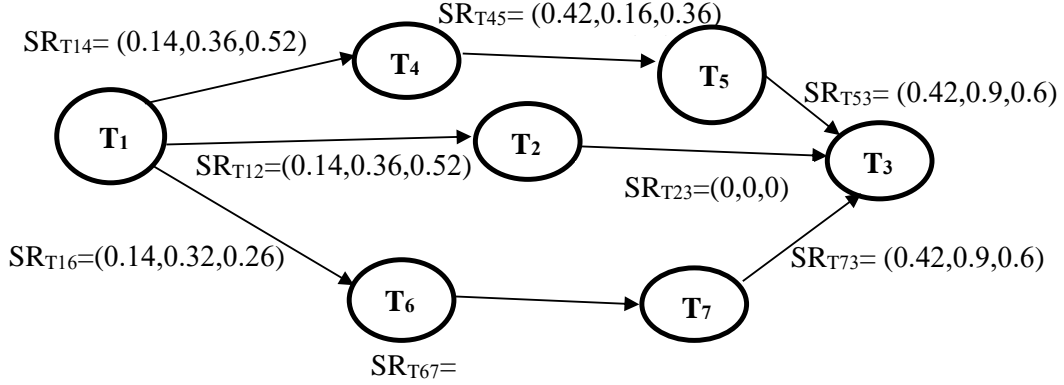 SRT45= (0.42,0.16,0.36)
SRT14= (0.14,0.36,0.52)
T4
T5
SRT53= (0.42,0.9,0.6)
T1
T2
T3
SRT12=(0.14,0.36,0.52)
SRT23=(0,0,0)
SRT16=(0.14,0.32,0.26)
SRT73= (0.42,0.9,0.6)
T6
T7
SRT67=